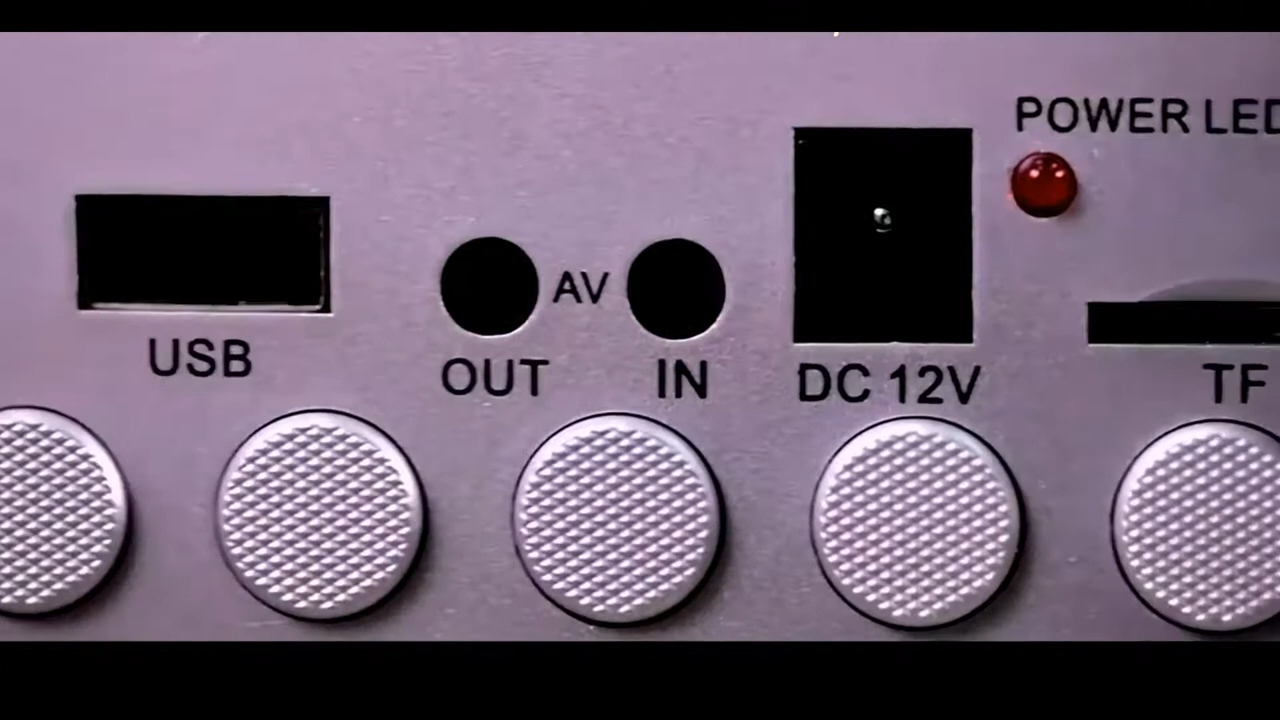 POWER LED
AV
USB
OUT
IN
DC 12V
TF